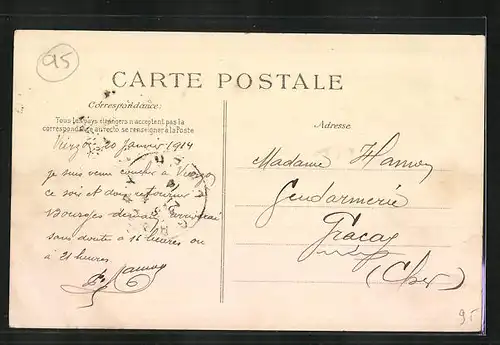 95
CARTE POSTALE
Correspondance:
Tous les pays étrangers n'acceptent pas la
correspondance au recto se renseigner à la Poste
Adresse
20 Janvier 1914
je suis venu coucher à Vierzon
ce soir et dois retourner
Bourges demain
sans doute à 16 heures ou
à 21 heures
Madame Hamon
Gendarmerie
Graçay
(Cher)
95